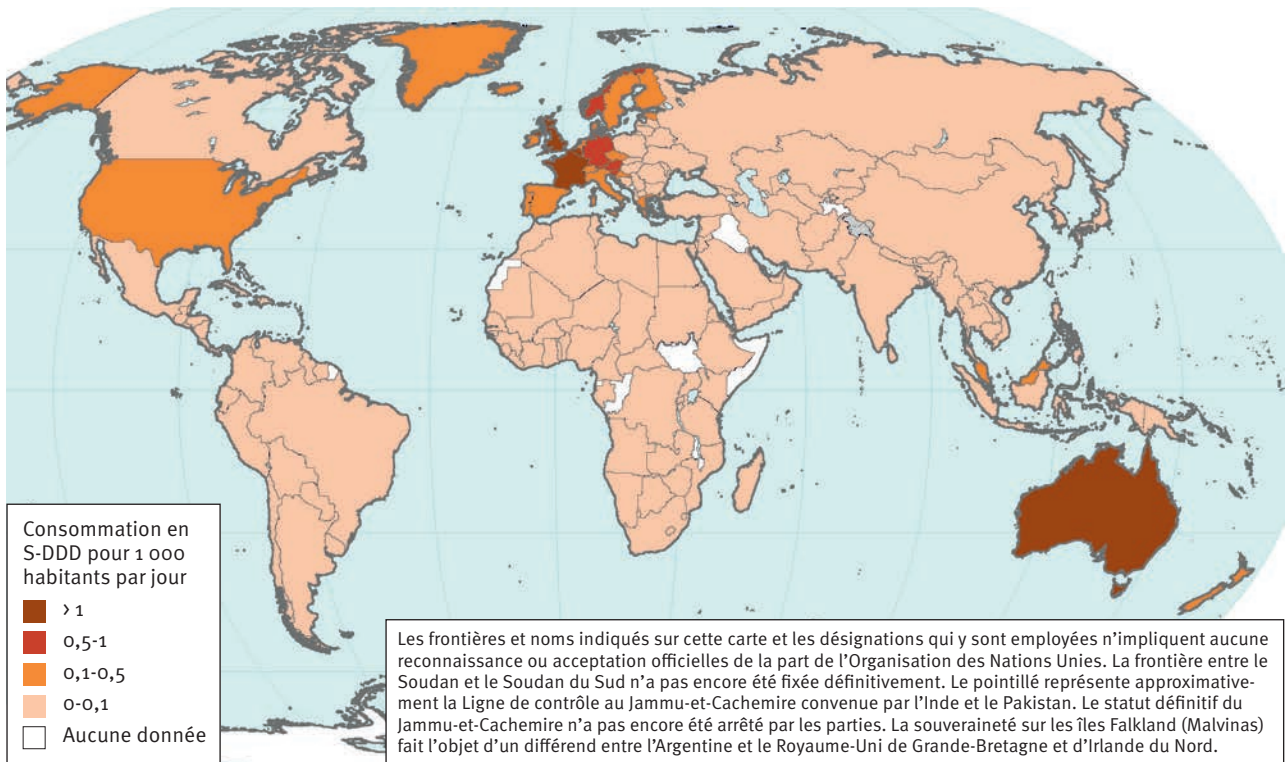 Consommation en
S-DDD pour 1 000
habitants par jour
> 1
0,5-1
0,1-0,5
0-0,1
Aucune donnée
Les frontières et noms indiqués sur cette carte et les désignations qui y sont employées n’impliquent aucune
reconnaissance ou acceptation officielles de la part de l’Organisation des Nations Unies. La frontière entre le
Soudan et le Soudan du Sud n’a pas encore été fixée définitivement. Le pointillé représente approximative-
ment la Ligne de contrôle au Jammu-et-Cachemire convenue par l’Inde et le Pakistan. Le statut définitif du
Jammu-et-Cachemire n’a pas encore été arrêté par les parties. La souveraineté sur les îles Falkland (Malvinas)
fait l’objet d’un différend entre l’Argentine et le Royaume-Uni de Grande-Bretagne et d’Irlande du Nord.